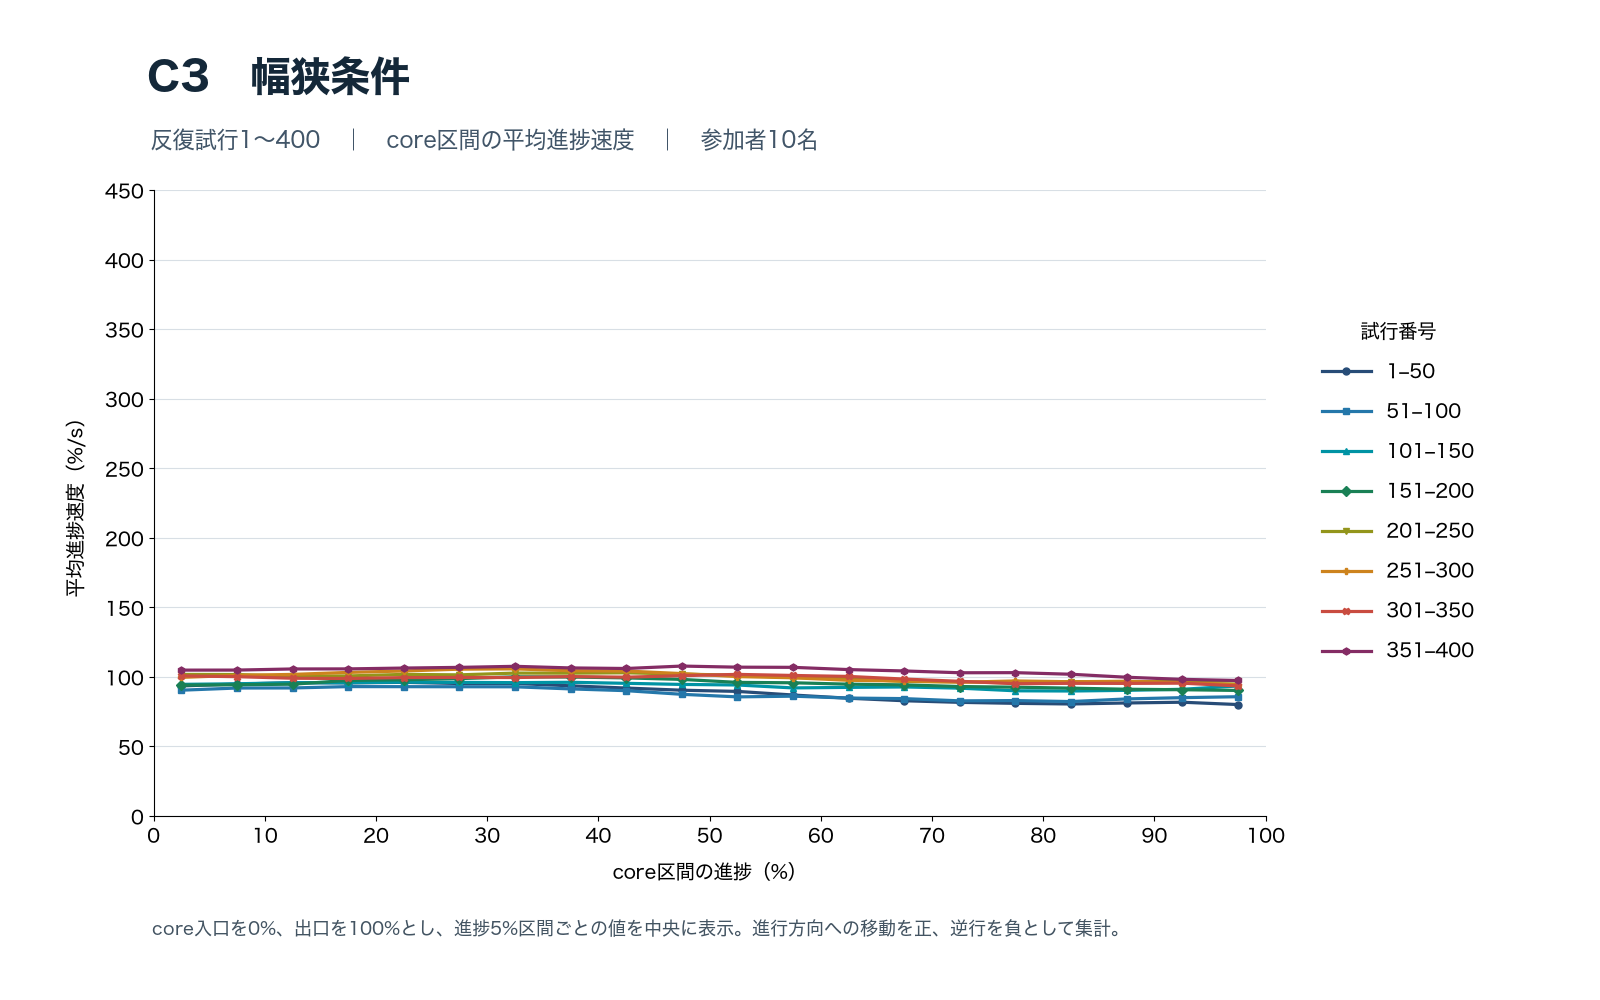 C3　幅狭条件
反復試行1〜400　｜　core区間の平均進捗速度　｜　参加者10名
平均進捗速度（%/s）
450
400
350
300
250
200
150
100
50
0
0 10 20 30 40 50 60 70 80 90 100
core区間の進捗（%）
試行番号
1–50
51–100
101–150
151–200
201–250
251–300
301–350
351–400
core入口を0%、出口を100%とし、進捗5%区間ごとの値を中央に表示。進行方向への移動を正、逆行を負として集計。